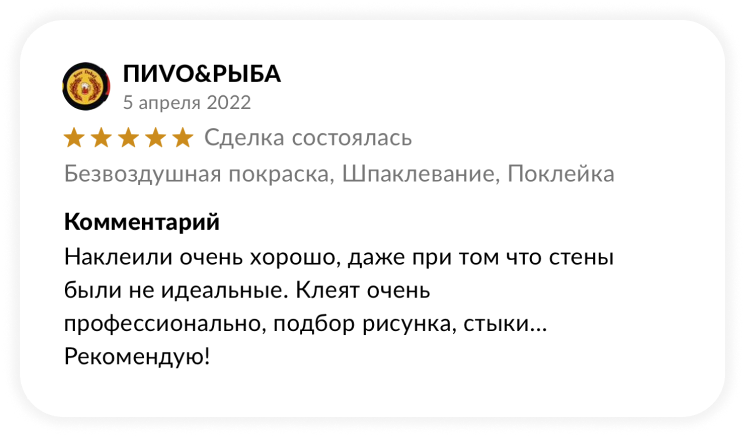 ПИVО&РЫБА
5 апреля 2022
Сделка состоялась
Безвоздушная покраска, Шпаклевание, Поклейка
Комментарий
Наклеили очень хорошо, даже при том что стены
были не идеальные. Клеят очень
профессионально, подбор рисунка, стыки...
Рекомендую!